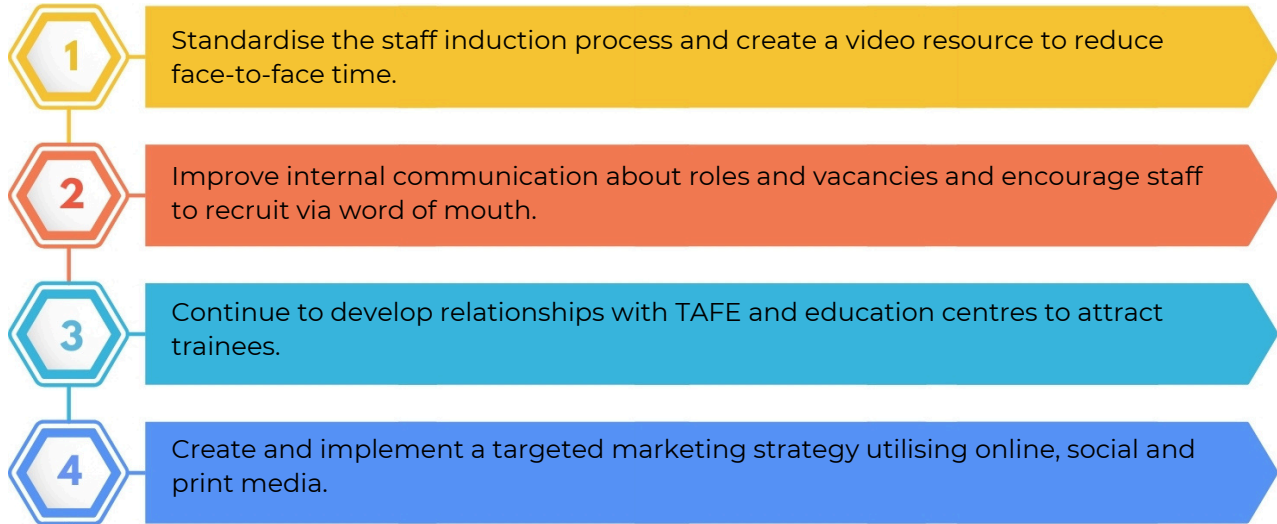 1
Standardise the staff induction process and create a video resource to reduce
face-to-face time.
2
Improve internal communication about roles and vacancies and encourage staff
to recruit via word of mouth.
3
Continue to develop relationships with TAFE and education centres to attract
trainees.
4
Create and implement a targeted marketing strategy utilising online, social and
print media.